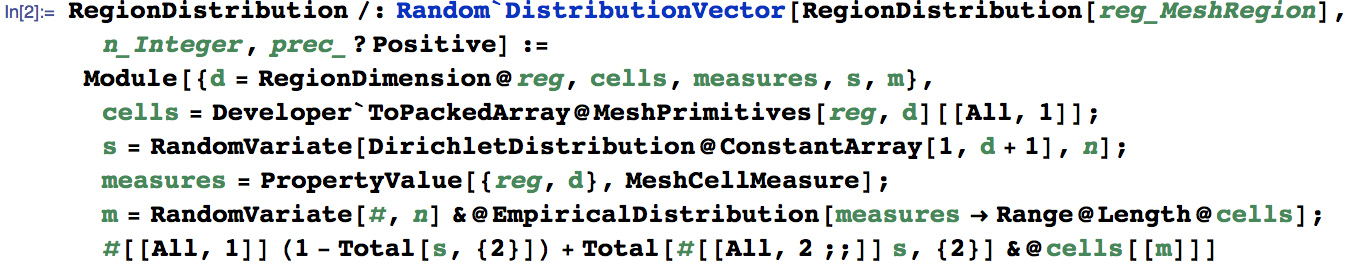 In[2]:= RegionDistribution /: Random`DistributionVector[RegionDistribution[reg_MeshRegion],
n_Integer, prec_?Positive] :=
Module[{d = RegionDimension@reg, cells, measures, s, m},
cells = Developer`ToPackedArray@MeshPrimitives[reg, d][[All, 1]];
s = RandomVariate[DirichletDistribution@ConstantArray[1, d + 1], n];
measures = PropertyValue[{reg, d}, MeshCellMeasure];
m = RandomVariate[#, n] &@EmpiricalDistribution[measures → Range@Length@cells];
#[[All, 1]] (1 - Total[s, {2}]) + Total[#[[All, 2 ;;]] s, {2}] &@cells[[m]]]